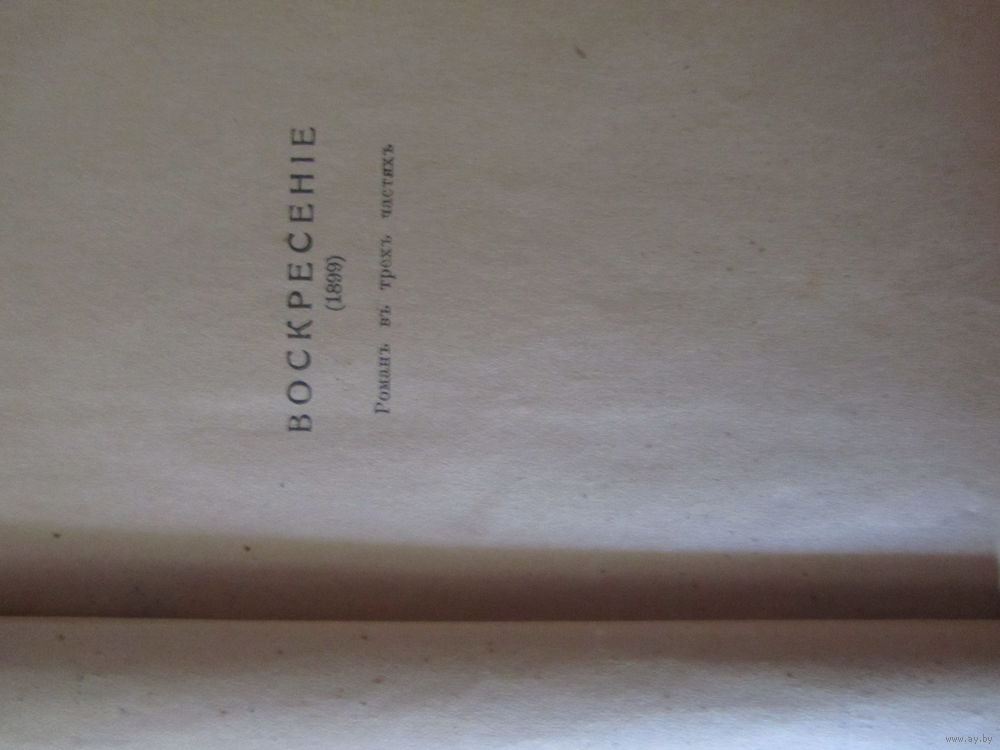 ВОСКРЕСЕНІЕ
(1899)
Романъ въ трехъ частяхъ
www.ay.by